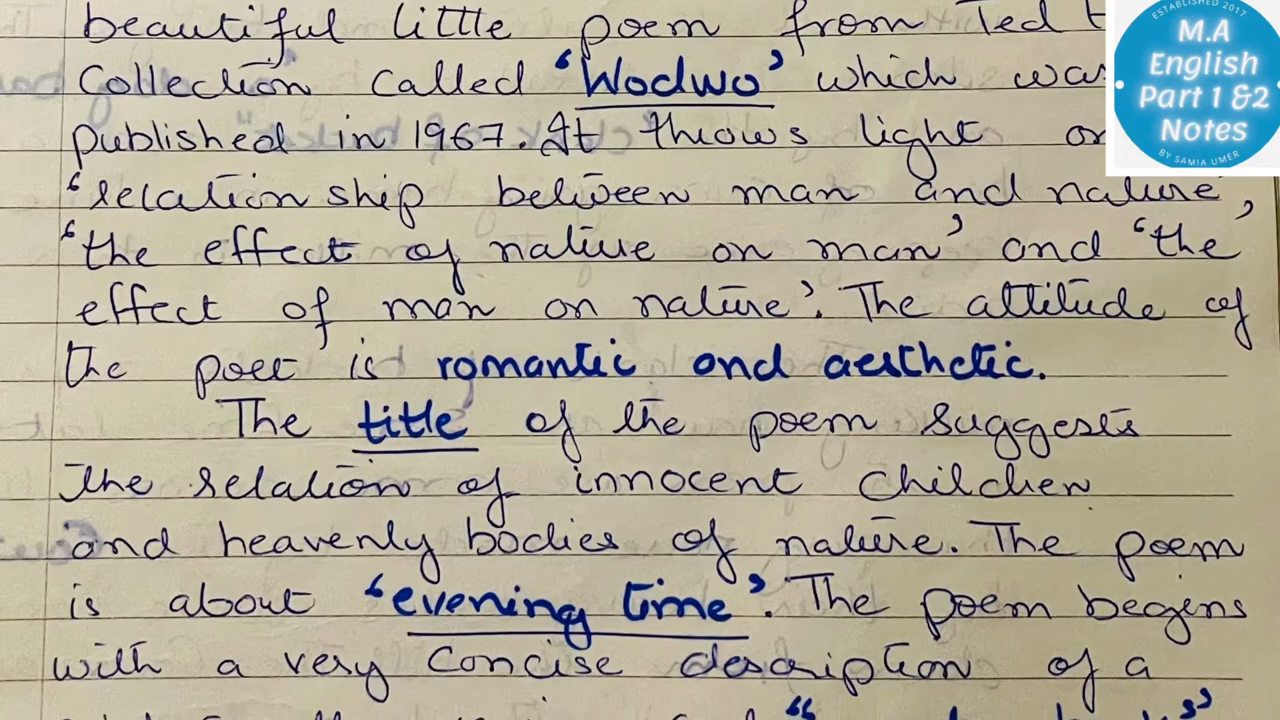 beautiful little poem from Ted
Collection called 'Wodwo' which was
published in 1967. It throws light on
'relationship between man and nature',
'the effect of nature on man' and 'the
effect of man on nature'. The attitude of
the poet is romantic and aesthetic.
The title of the poem suggests
the relation of innocent children
and heavenly bodies of nature. The poem
is about 'evening time'. The poem begins
with a very concise description of a
ESTABLISHED 2017
M.A
English
Part 1 &2
Notes
BY SAMIA UMER